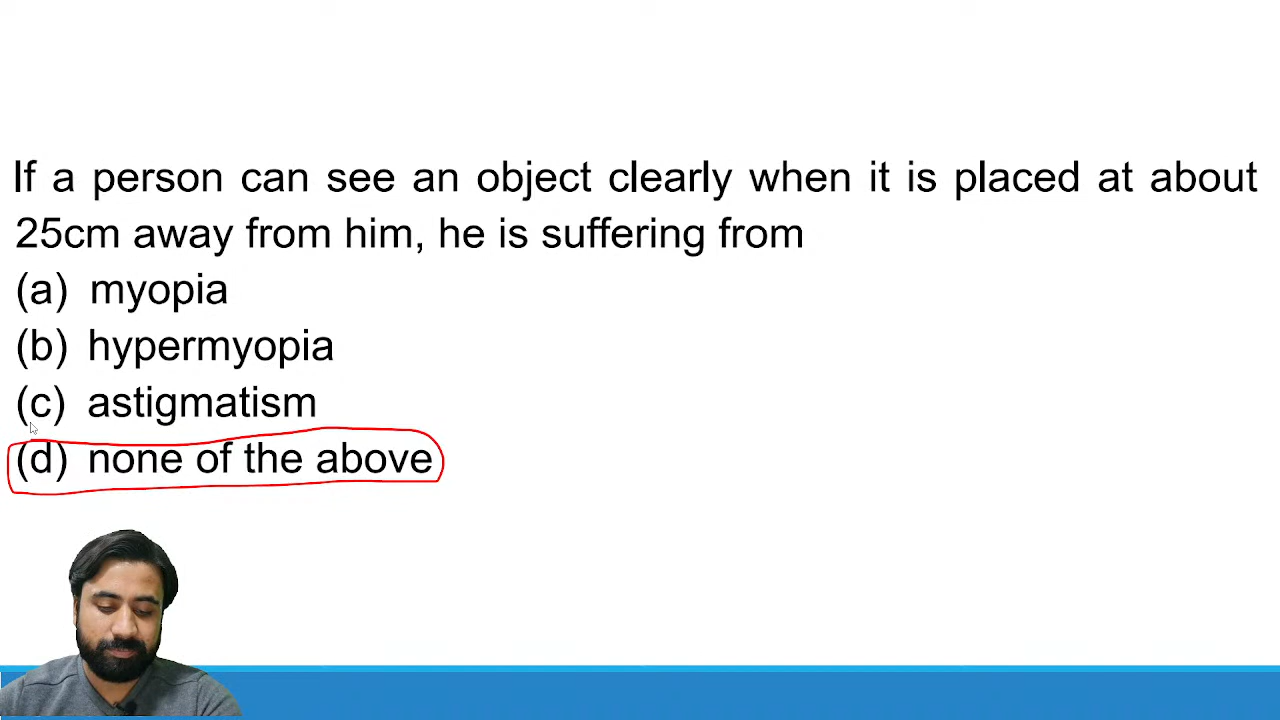 If a person can see an object clearly when it is placed at about
25cm away from him, he is suffering from
(a) myopia
(b) hypermyopia
(c) astigmatism
(d) none of the above